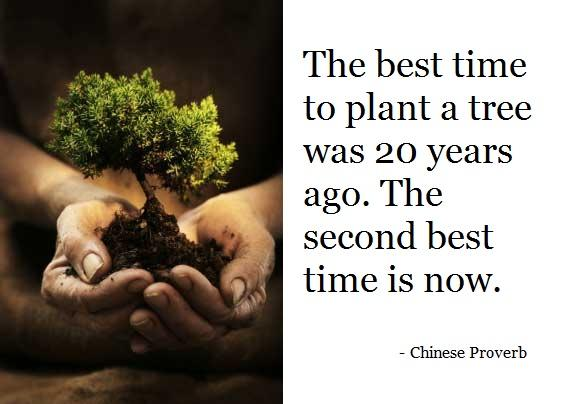 The best time
to plant a tree
was 20 years
ago. The
second best
time is now.
- Chinese Proverb